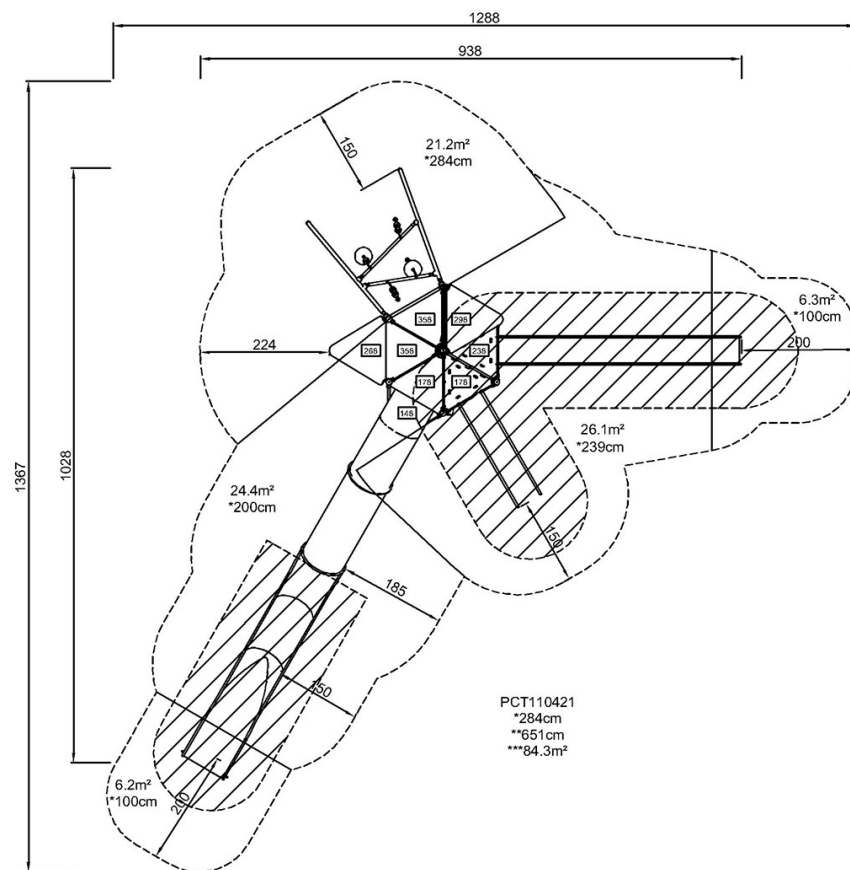 1288
938
150
21.2m²
*284cm
6.3m²
*100cm
358
298
268
358
238
224
200
178
178
148
26.1m²
*239cm
1367
1028
24.4m²
*200cm
150
185
150
PCT110421
*284cm
**651cm
***84.3m²
6.2m²
*100cm
200